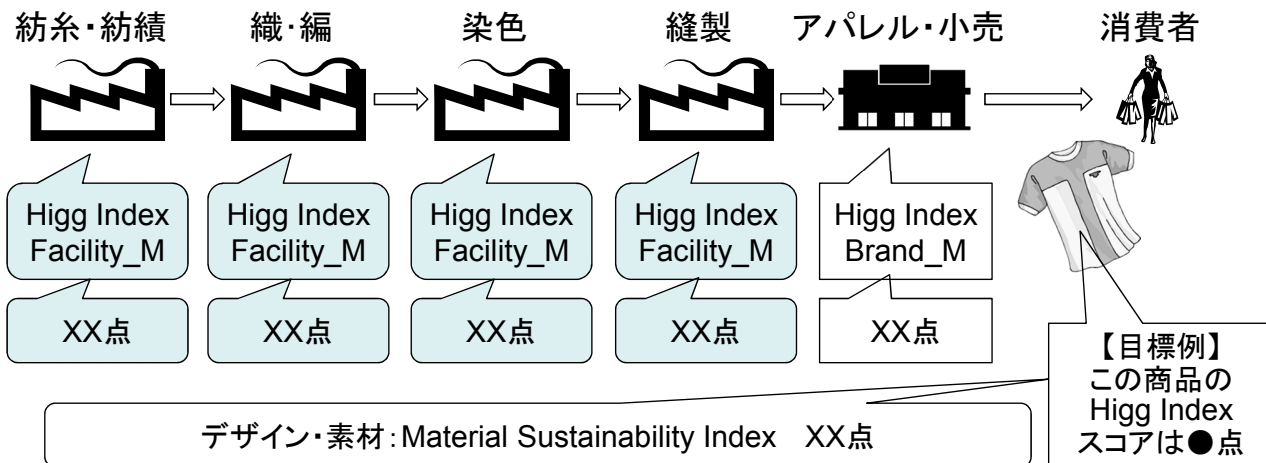 紡糸・紡績
織・編
染色
縫製
アパレル・小売
消費者
Higg Index
Facility_M
Higg Index
Facility_M
Higg Index
Facility_M
Higg Index
Facility_M
Higg Index
Brand_M
XX点
XX点
XX点
XX点
XX点
【目標例】
この商品の
Higg Index
スコアは●点
デザイン・素材：Material Sustainability Index　XX点